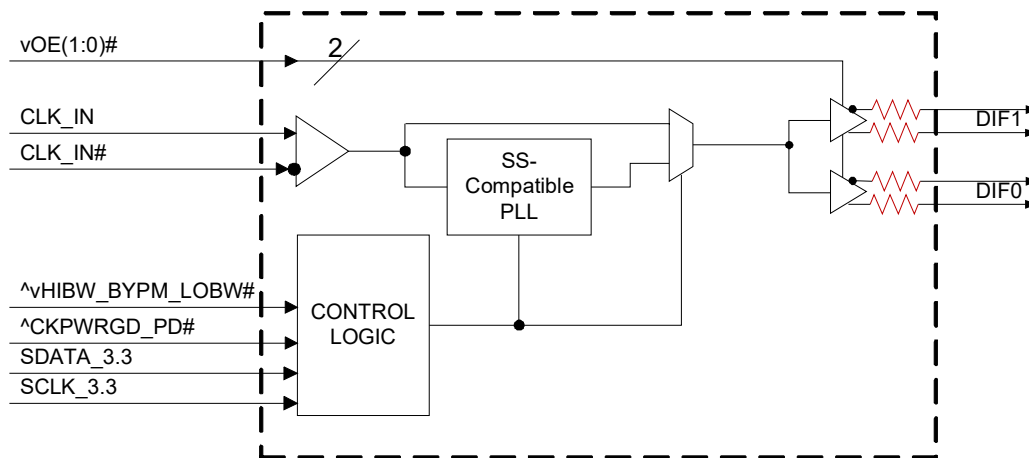 vOE(1:0)#
2
CLK_IN
CLK_IN#
SS-
Compatible
PLL
DIF1
DIF0
^vHIBW_BYPM_LOBW#
^CKPWRGD_PD#
SDATA_3.3
SCLK_3.3
CONTROL
LOGIC